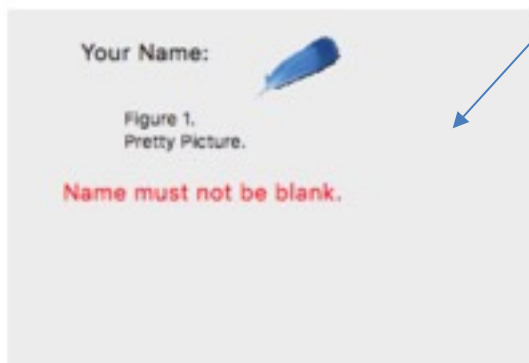 Your Name:
Figure 1.
Pretty Picture.
Name must not be blank.